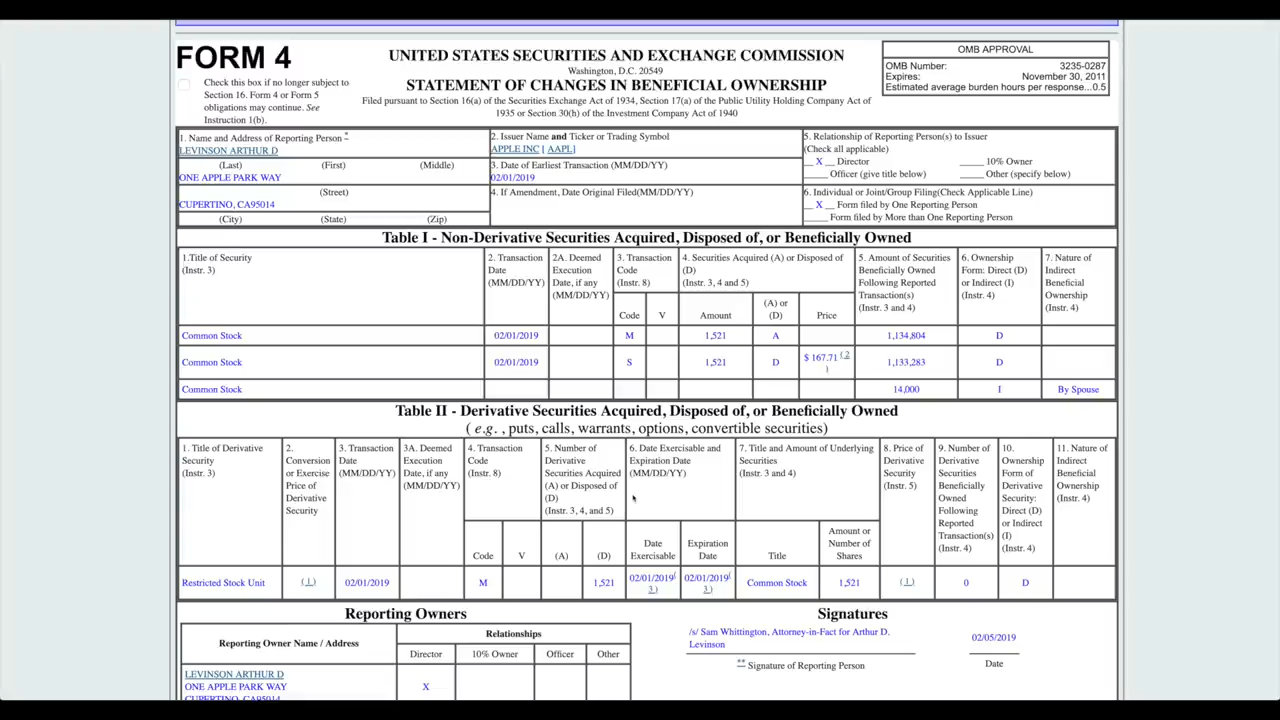 FORM 4
Check this box if no longer subject to
Section 16. Form 4 or Form 5
obligations may continue. See
Instruction 1(b).
UNITED STATES SECURITIES AND EXCHANGE COMMISSION
Washington, D.C. 20549
STATEMENT OF CHANGES IN BENEFICIAL OWNERSHIP
Filed pursuant to Section 16(a) of the Securities Exchange Act of 1934, Section 17(a) of the Public Utility Holding Company Act of
1935 or Section 30(h) of the Investment Company Act of 1940
OMB APPROVAL
OMB Number: 3235-0287
Expires: November 30, 2011
Estimated average burden hours per response...0.5
1. Name and Address of Reporting Person *
LEVINSON ARTHUR D
(Last) (First) (Middle)
ONE APPLE PARK WAY
(Street)
CUPERTINO, CA95014
(City) (State) (Zip)
2. Issuer Name and Ticker or Trading Symbol
APPLE INC [ AAPL]
3. Date of Earliest Transaction (MM/DD/YY)
02/01/2019
4. If Amendment, Date Original Filed(MM/DD/YY)
5. Relationship of Reporting Person(s) to Issuer
(Check all applicable)
__ X __ Director _____ 10% Owner
_____ Officer (give title below) _____ Other (specify below)
6. Individual or Joint/Group Filing(Check Applicable Line)
__ X __ Form filed by One Reporting Person
_____ Form filed by More than One Reporting Person
Table I - Non-Derivative Securities Acquired, Disposed of, or Beneficially Owned
1.Title of Security
(Instr. 3)
2. Transaction
Date
(MM/DD/YY)
2A. Deemed
Execution
Date, if any
(MM/DD/YY)
3. Transaction
Code
(Instr. 8)
4. Securities Acquired (A) or Disposed of
(D)
(Instr. 3, 4 and 5)
5. Amount of Securities
Beneficially Owned
Following Reported
Transaction(s)
(Instr. 3 and 4)
6. Ownership
Form: Direct (D)
or Indirect (I)
(Instr. 4)
7. Nature of
Indirect
Beneficial
Ownership
(Instr. 4)
Code V Amount (A) or
(D) Price
Common Stock 02/01/2019 M 1,521 A 1,134,804 D
Common Stock 02/01/2019 S 1,521 D $ 167.71 ( 2
) 1,133,283 D
Common Stock 14,000 I By Spouse
Table II - Derivative Securities Acquired, Disposed of, or Beneficially Owned
( e.g. , puts, calls, warrants, options, convertible securities)
1. Title of Derivative
Security
(Instr. 3)
2.
Conversion
or Exercise
Price of
Derivative
Security
3. Transaction
Date
(MM/DD/YY)
3A. Deemed
Execution
Date, if any
(MM/DD/YY)
4. Transaction
Code
(Instr. 8)
5. Number of
Derivative
Securities Acquired
(A) or Disposed of
(D)
(Instr. 3, 4, and 5)
6. Date Exercisable and
Expiration Date
(MM/DD/YY)
7. Title and Amount of Underlying
Securities
(Instr. 3 and 4)
8. Price of
Derivative
Security
(Instr. 5)
9. Number of
Derivative
Securities
Beneficially
Owned
Following
Reported
Transaction(s)
(Instr. 4)
10.
Ownership
Form of
Derivative
Security:
Direct (D)
or Indirect
(I)
(Instr. 4)
11. Nature of
Indirect
Beneficial
Ownership
(Instr. 4)
Code V (A) (D) Date
Exercisable Expiration
Date Title Amount or
Number of
Shares
Restricted Stock Unit ( 1 ) 02/01/2019 M 1,521 02/01/2019(
3 ) 02/01/2019(
3 ) Common Stock 1,521 ( 1 ) 0 D
Reporting Owners
Reporting Owner Name / Address
Relationships
Director 10% Owner Officer Other
LEVINSON ARTHUR D
ONE APPLE PARK WAY X
CUPERTINO, CA95014
Signatures
/s/ Sam Whittington, Attorney-in-Fact for Arthur D.
Levinson
** Signature of Reporting Person
02/05/2019
Date